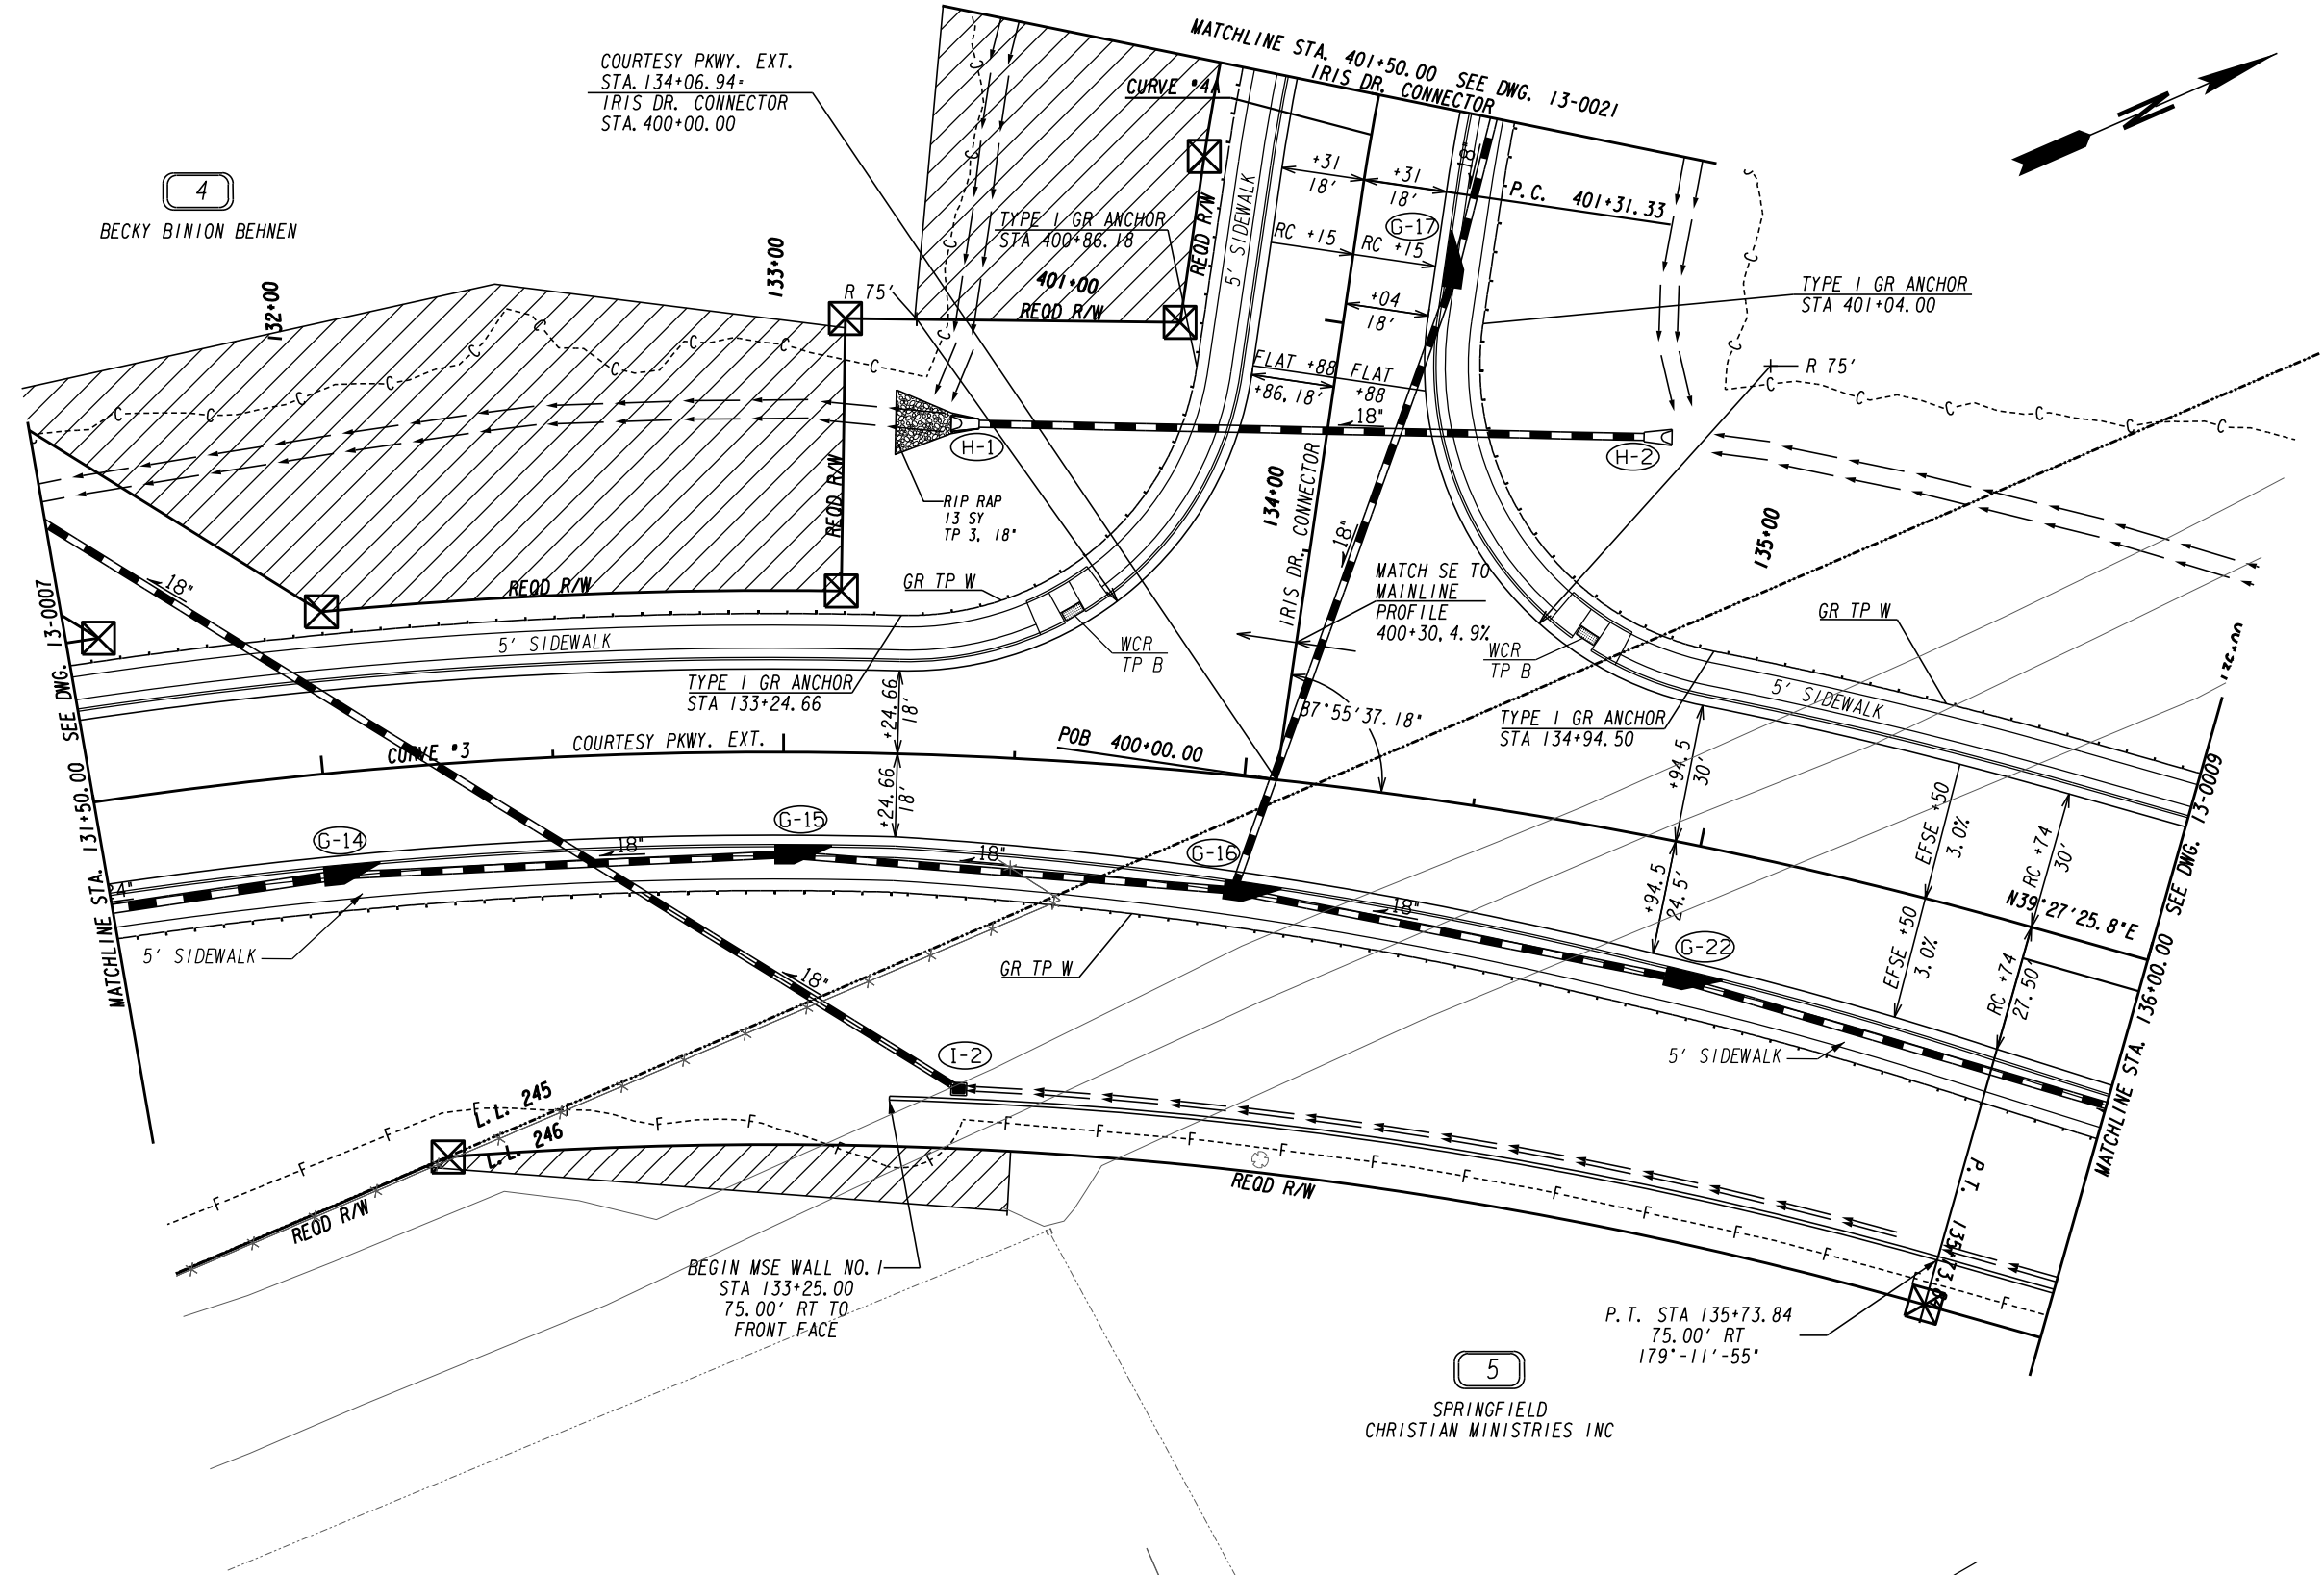 MATCHLINE STA. 401+50.00 SEE DWG. 13-0021
IRIS DR. CONNECTOR
COURTESY PKWY. EXT.
STA.134+06.94=
IRIS DR. CONNECTOR
STA.400+00.00
CURVE #4A
N
4
BECKY BINION BEHNEN
TYPE 1 GR ANCHOR
STA 400+86.18
REQD R/W
5' SIDEWALK
+31
18'
+31
18'
18"
P.C. 401+31.33
G-17
RC +15
RC +15
132+00
133+00
R 75'
401+00
REQD R/W
+04
18'
TYPE 1 GR ANCHOR
STA 401+04.00
FLAT +88
+86.18'
FLAT
+88
R 75'
18"
H-1
H-2
REQD R/W
RIP RAP
13 SY
TP 3, 18"
134+00
IRIS DR. CONNECTOR
135+00
18"
18"
REQD R/W
GR TP W
MATCH SE TO
MAINLINE
PROFILE
400+30, 4.9%
GR TP W
5' SIDEWALK
WCR
TP B
WCR
TP B
MATCHLINE STA. 131+50.00 SEE DWG. 13-0007
TYPE 1 GR ANCHOR
STA 133+24.66
+24.66
18'
87°55'37.18"
TYPE 1 GR ANCHOR
STA 134+94.50
5' SIDEWALK
CURVE #3
COURTESY PKWY. EXT.
POB 400+00.00
+24.66
18'
+94.5
30'
G-14
18"
G-15
18"
G-16
EFSE +50
3.0%
RC +74
30'
24"
+94.5
24.5'
18"
G-22
N39°27'25.8"E
5' SIDEWALK
18"
GR TP W
EFSE +50
3.0%
RC +74
27.50'
5' SIDEWALK
I-2
MATCHLINE STA. 136+00.00 SEE DWG. 13-0009
L.L. 245
L.L. 246
REQD R/W
REQD R/W
BEGIN MSE WALL NO.1
STA 133+25.00
75.00' RT TO
FRONT FACE
P.T. 135+73.84
P.T. STA 135+73.84
75.00' RT
179°-11'-55"
5
SPRINGFIELD
CHRISTIAN MINISTRIES INC